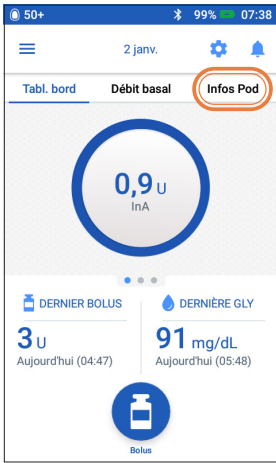 50+ 99% 07:38
2 janv.
Tabl. bord Débit basal Infos Pod
0,9 U
InA
DERNIER BOLUS DERNIÈRE GLY
3 U 91 mg/dL
Aujourd'hui (04:47) Aujourd'hui (05:48)
Bolus